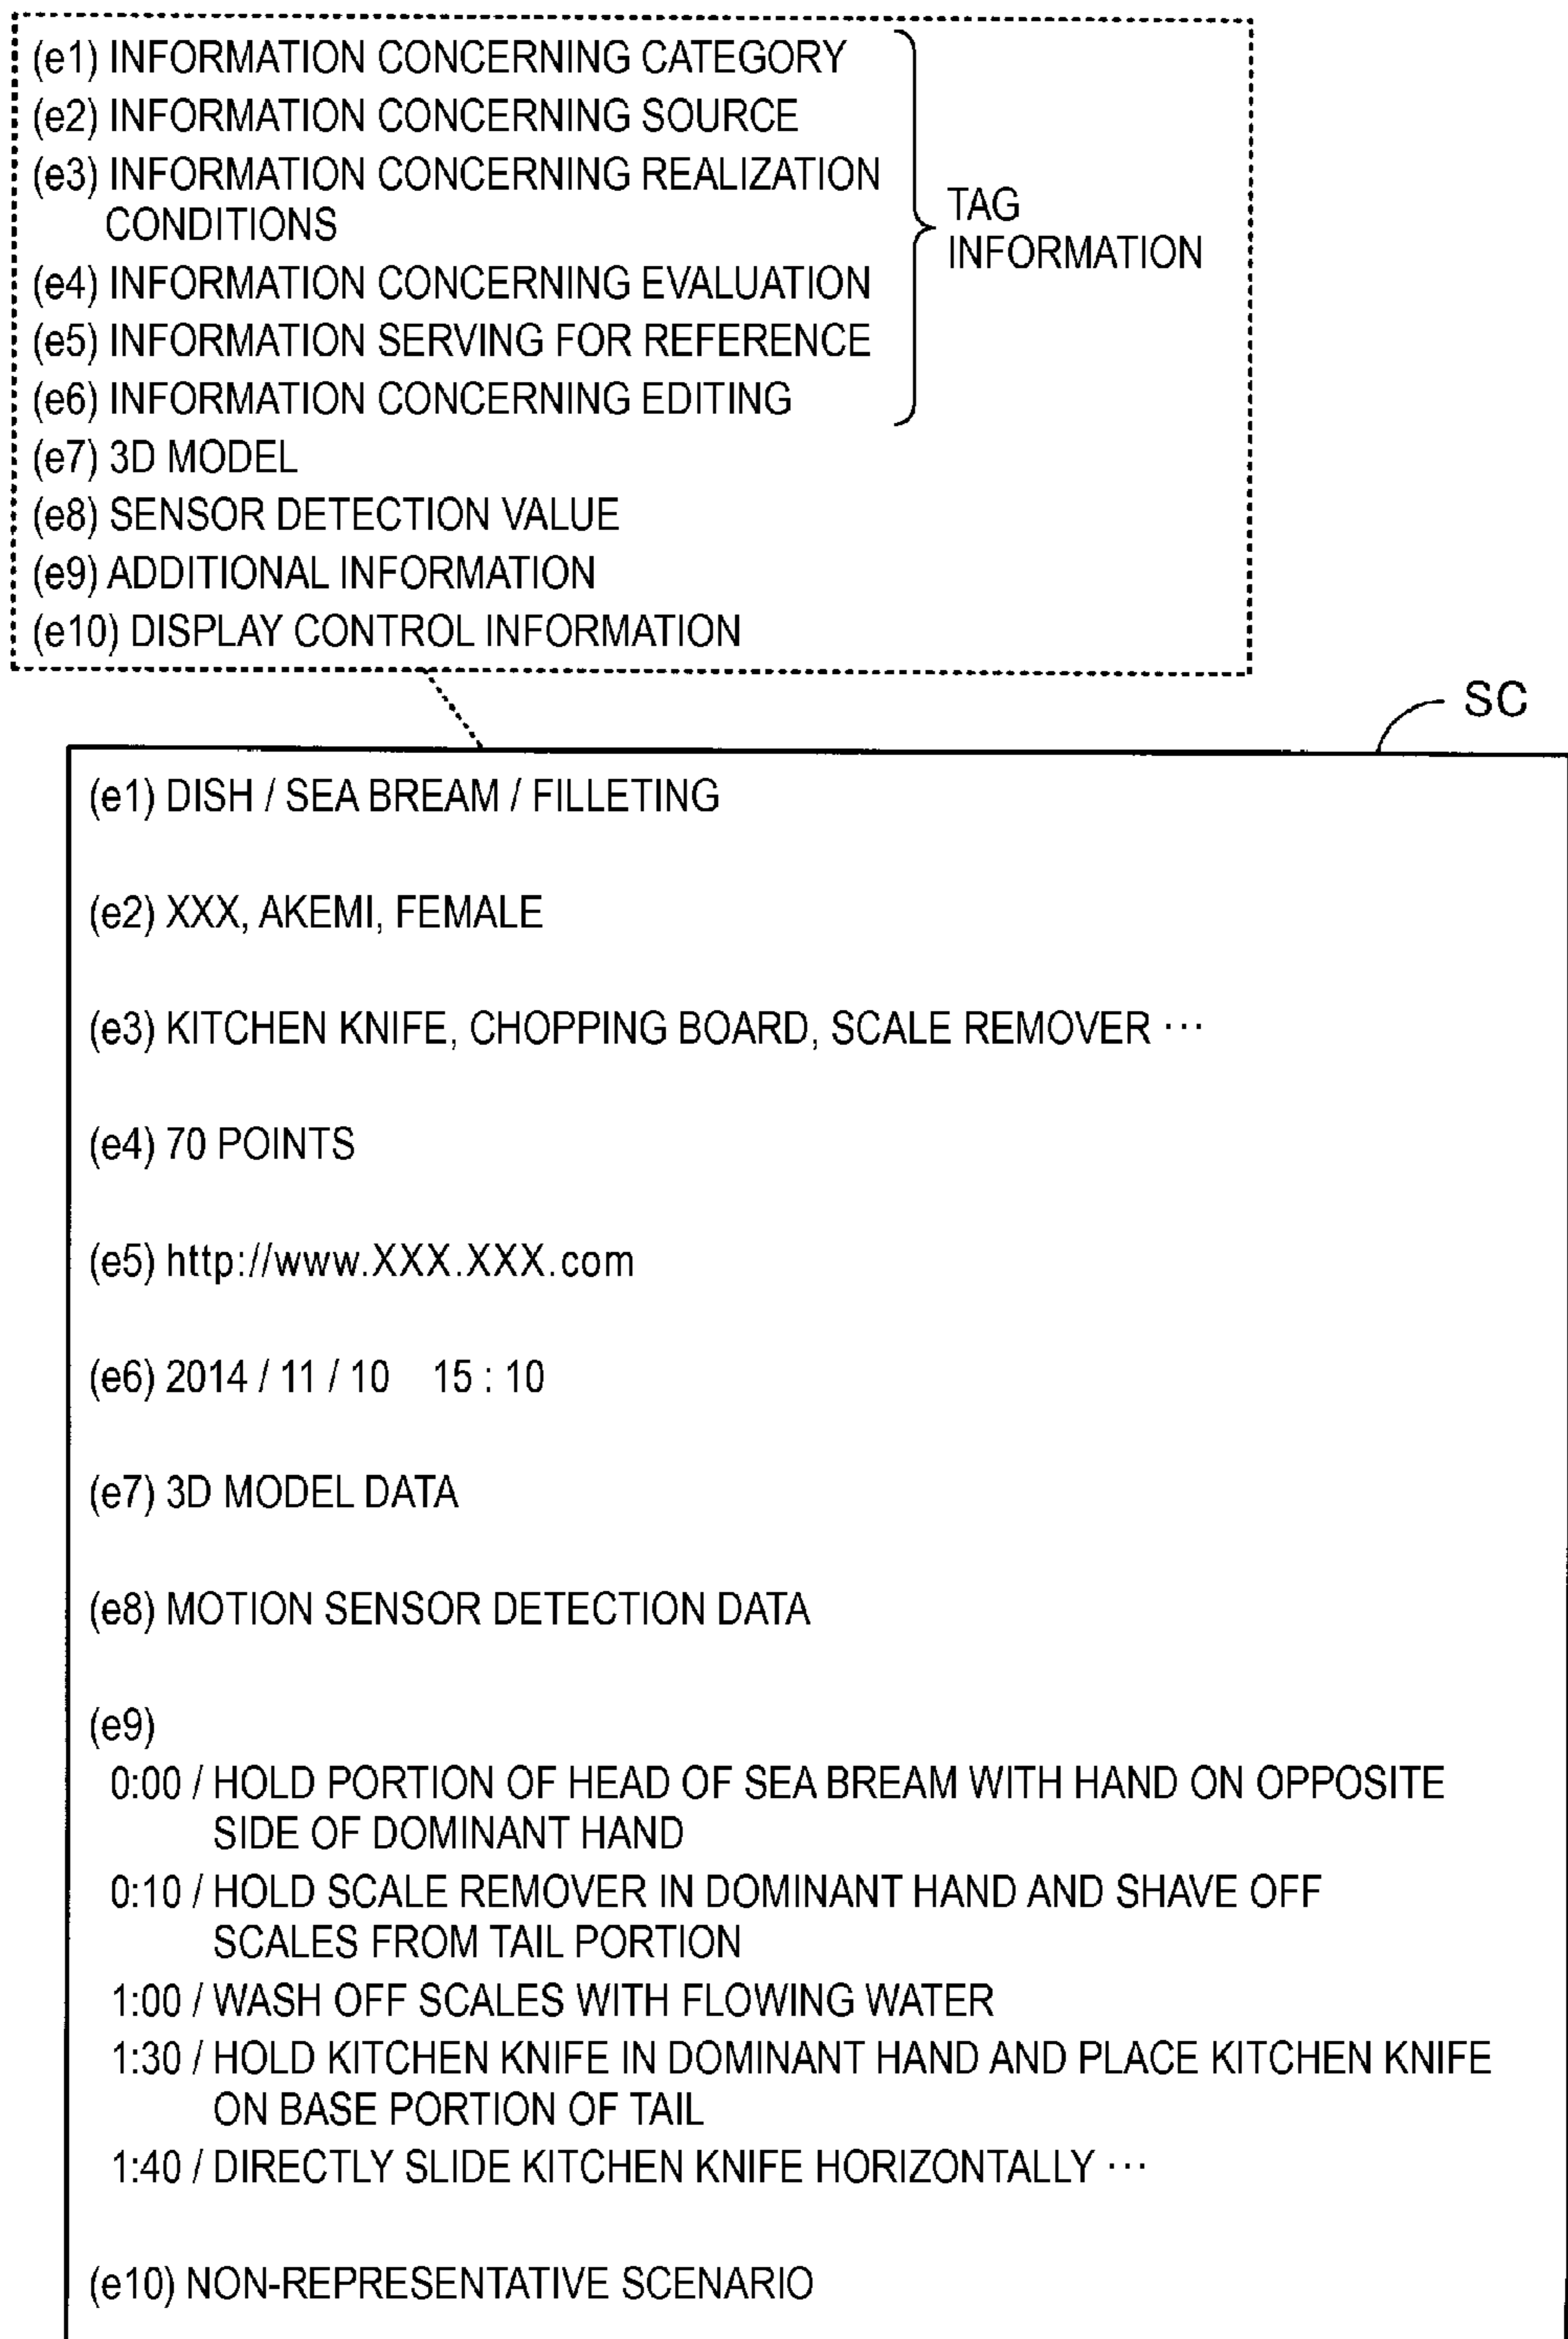 (e1) INFORMATION CONCERNING CATEGORY
(e2) INFORMATION CONCERNING SOURCE
(e3) INFORMATION CONCERNING REALIZATION
CONDITIONS
(e4) INFORMATION CONCERNING EVALUATION
(e5) INFORMATION SERVING FOR REFERENCE
(e6) INFORMATION CONCERNING EDITING
TAG
INFORMATION
(e7) 3D MODEL
(e8) SENSOR DETECTION VALUE
(e9) ADDITIONAL INFORMATION
(e10) DISPLAY CONTROL INFORMATION
SC
(e1) DISH / SEA BREAM / FILLETING
(e2) XXX, AKEMI, FEMALE
(e3) KITCHEN KNIFE, CHOPPING BOARD, SCALE REMOVER ···
(e4) 70 POINTS
(e5) http://www.XXX.XXX.com
(e6) 2014 / 11 / 10 15 : 10
(e7) 3D MODEL DATA
(e8) MOTION SENSOR DETECTION DATA
(e9)
0:00 / HOLD PORTION OF HEAD OF SEA BREAM WITH HAND ON OPPOSITE
SIDE OF DOMINANT HAND
0:10 / HOLD SCALE REMOVER IN DOMINANT HAND AND SHAVE OFF
SCALES FROM TAIL PORTION
1:00 / WASH OFF SCALES WITH FLOWING WATER
1:30 / HOLD KITCHEN KNIFE IN DOMINANT HAND AND PLACE KITCHEN KNIFE
ON BASE PORTION OF TAIL
1:40 / DIRECTLY SLIDE KITCHEN KNIFE HORIZONTALLY ···
(e10) NON-REPRESENTATIVE SCENARIO